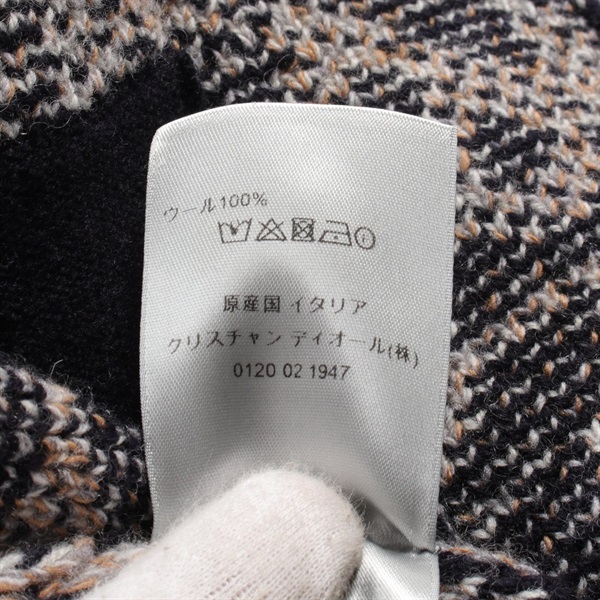 ウール100%
原産国 イタリア
クリスチャン ディオール(株)
0120 02 1947